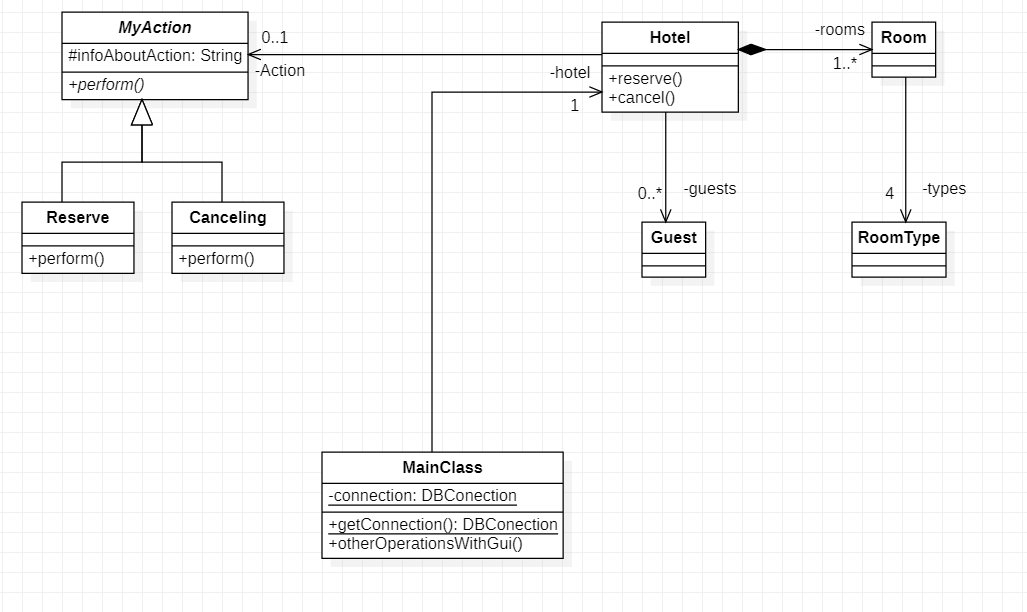 MyAction
#infoAboutAction: String
+perform()
0..1
-Action
Hotel
+reserve()
+cancel()
-rooms
1..*
Room
-hotel
1
0..*
-guests
4
-types
Reserve
+perform()
Canceling
+perform()
Guest
RoomType
MainClass
-connection: DBConection
+getConnection(): DBConection
+otherOperationsWithGui()